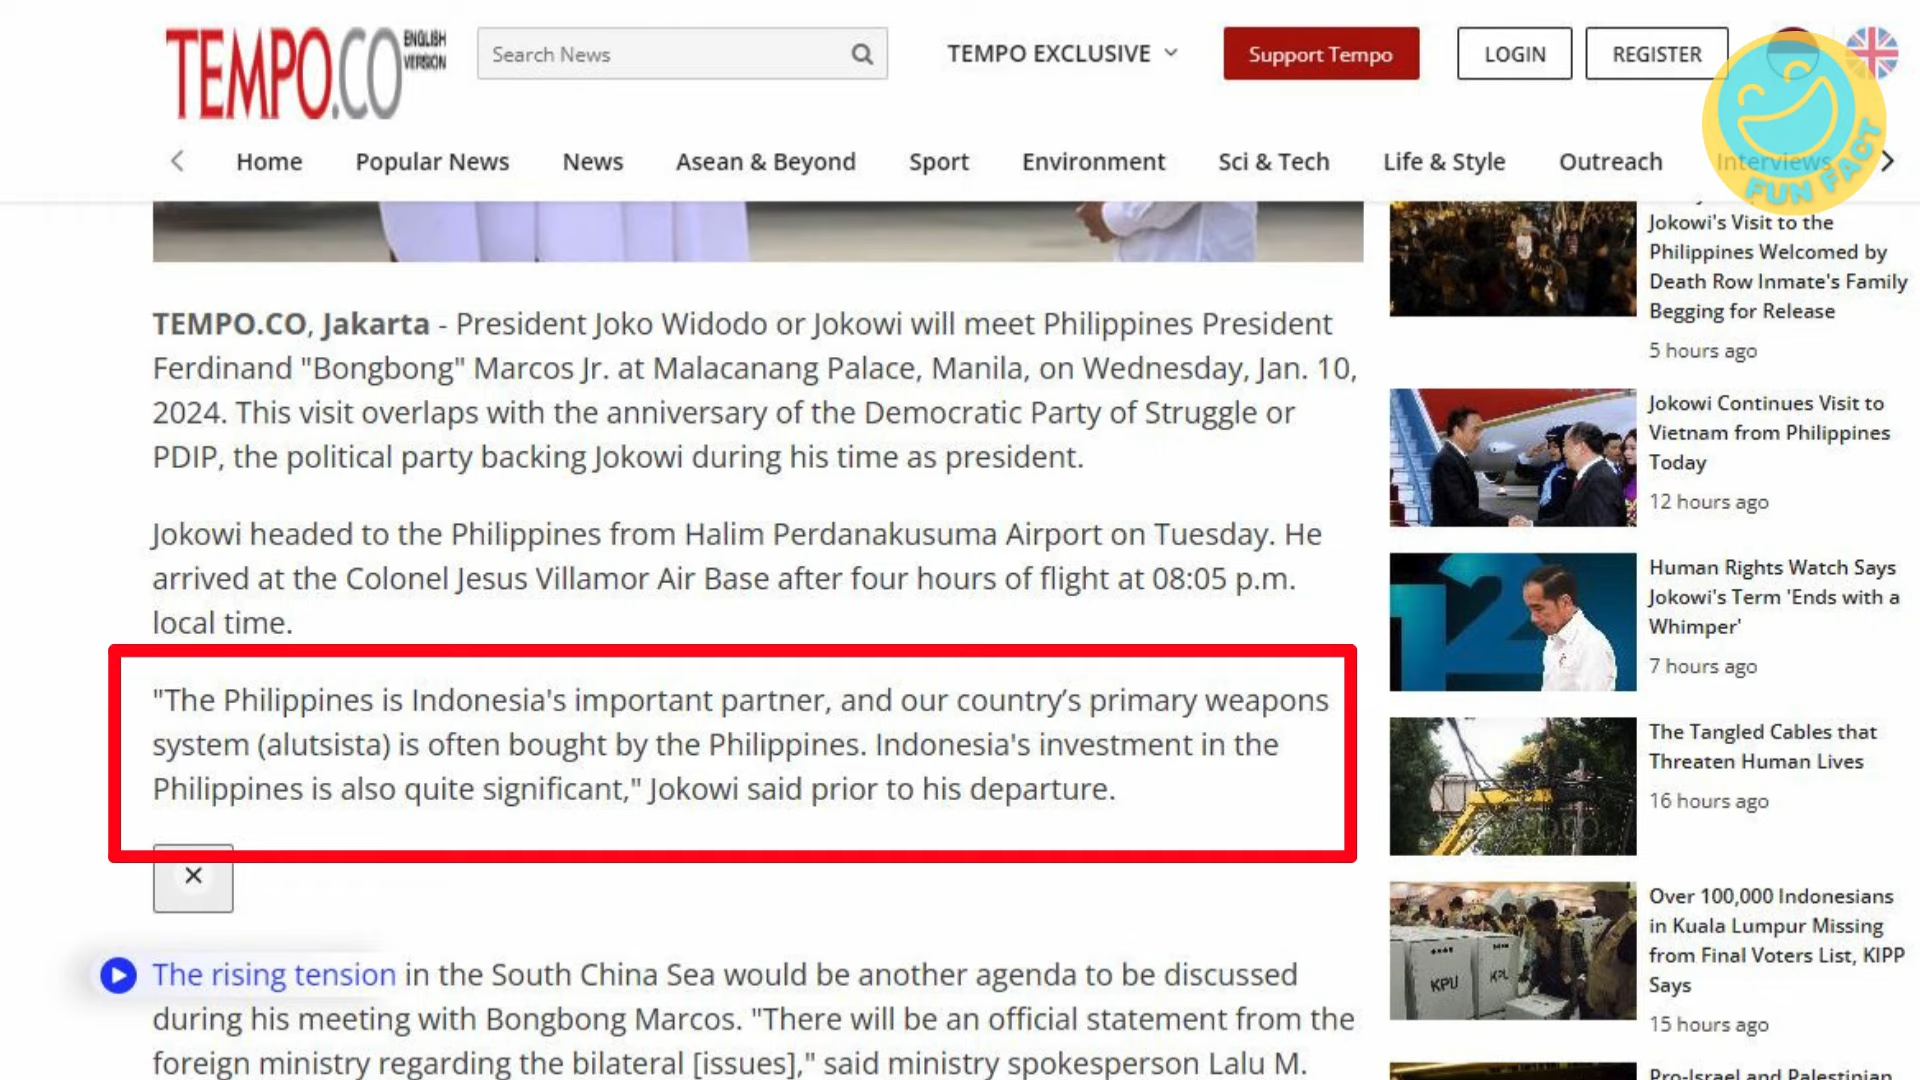 TEMPO.CO ENGLISH VERSION
Search News
TEMPO EXCLUSIVE
Support Tempo
LOGIN
REGISTER
FUN FACT
Home
Popular News
News
Asean & Beyond
Sport
Environment
Sci & Tech
Life & Style
Outreach
Interviews
TEMPO.CO, Jakarta - President Joko Widodo or Jokowi will meet Philippines President
Ferdinand "Bongbong" Marcos Jr. at Malacanang Palace, Manila, on Wednesday, Jan. 10,
2024. This visit overlaps with the anniversary of the Democratic Party of Struggle or
PDIP, the political party backing Jokowi during his time as president.
Jokowi headed to the Philippines from Halim Perdanakusuma Airport on Tuesday. He
arrived at the Colonel Jesus Villamor Air Base after four hours of flight at 08:05 p.m.
local time.
"The Philippines is Indonesia's important partner, and our country’s primary weapons
system (alutsista) is often bought by the Philippines. Indonesia's investment in the
Philippines is also quite significant," Jokowi said prior to his departure.
The rising tension in the South China Sea would be another agenda to be discussed
during his meeting with Bongbong Marcos. "There will be an official statement from the
foreign ministry regarding the bilateral [issues]," said ministry spokesperson Lalu M.
Jokowi's Visit to the
Philippines Welcomed by
Death Row Inmate's Family
Begging for Release
5 hours ago
Jokowi Continues Visit to
Vietnam from Philippines
Today
12 hours ago
Human Rights Watch Says
Jokowi's Term 'Ends with a
Whimper'
7 hours ago
The Tangled Cables that
Threaten Human Lives
16 hours ago
KPU
KPU
Over 100,000 Indonesians
in Kuala Lumpur Missing
from Final Voters List, KIPP
Says
15 hours ago
Pro-Israel and Palestinian